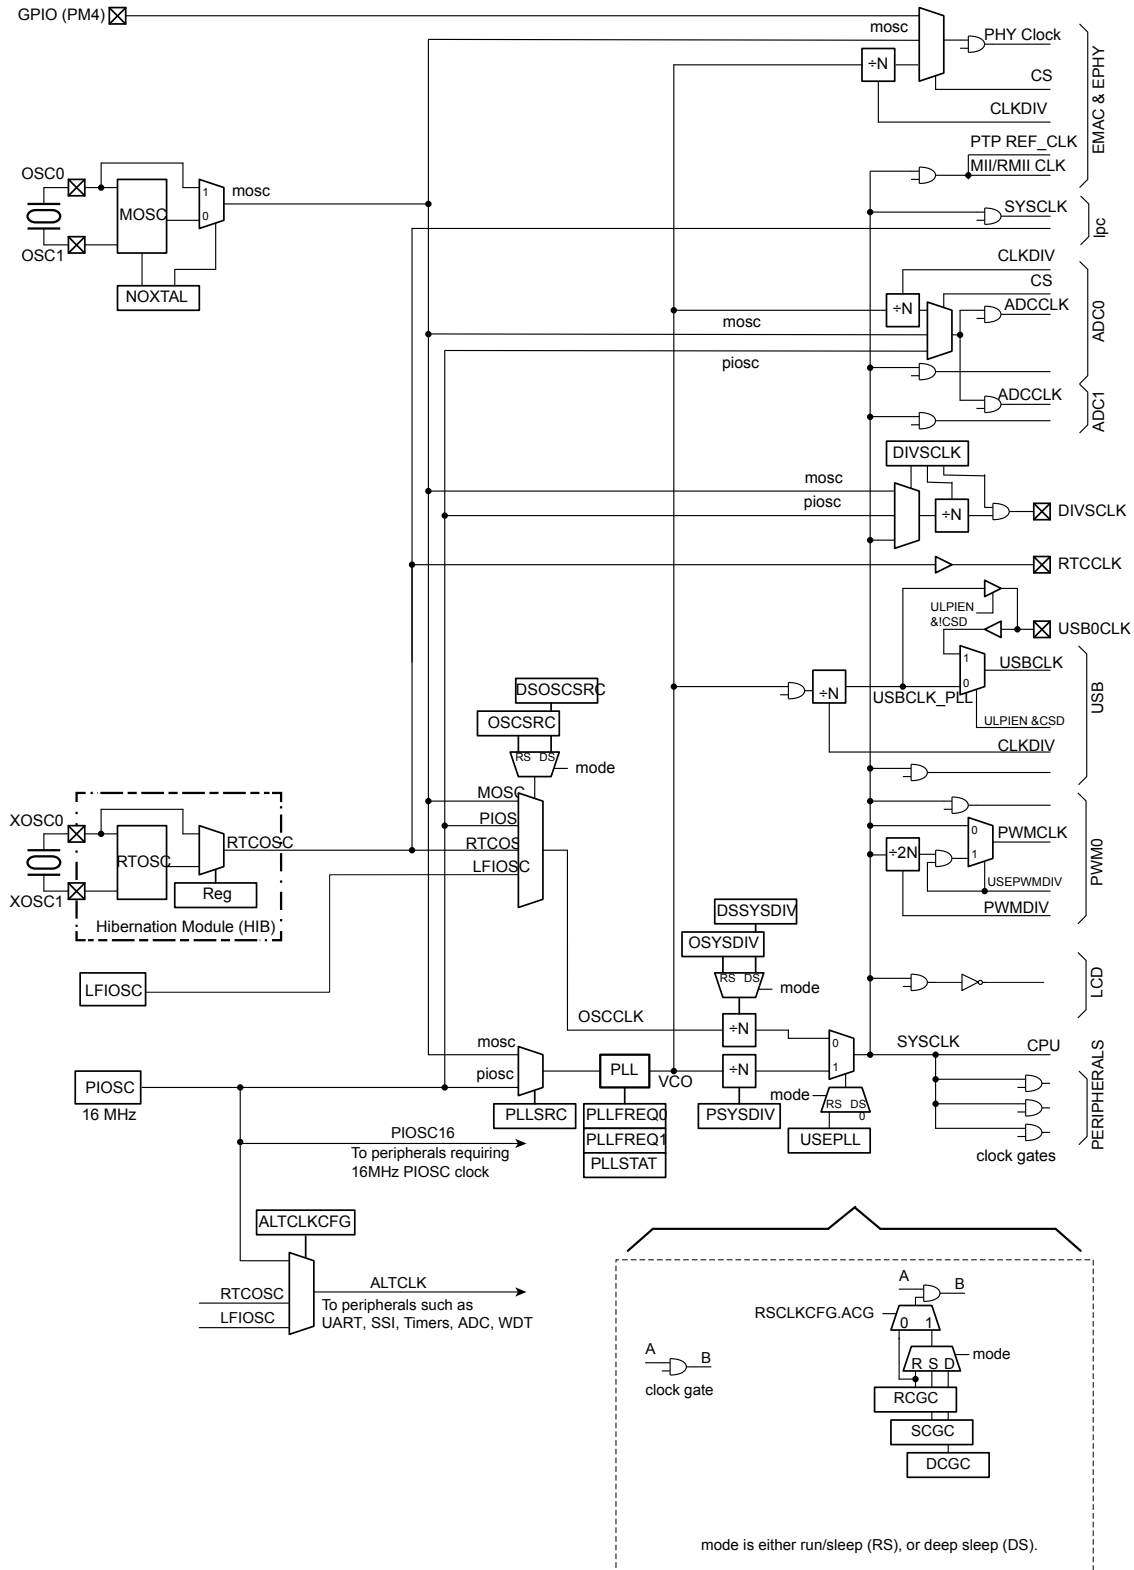 GPIO (PM4)
mosc
PHY Clock
÷N
CS
CLKDIV
EMAC & EPHY
PTP REF_CLK
MII/RMII CLK
OSC0
MOSC
1
0
mosc
OSC1
NOXTAL
SYSCLK
lpc
CLKDIV
CS
÷N
ADCCLK
mosc
piosc
ADC0
ADCCLK
ADC1
DIVSCLK
mosc
piosc
÷N
DIVSCLK
RTCCLK
ULPIEN
&!CSD
USB0CLK
1
USBCLK
0
÷N
USBCLK_PLL
ULPIEN &CSD
CLKDIV
USB
DSOSCSRC
OSCSRC
RS DS
mode
MOSC
PIOS
RTCOS
LFIOSC
XOSC0
RTOSC
RTCOSC
XOSC1
Reg
Hibernation Module (HIB)
0
PWMCLK
÷2N
1
USEPWMDIV
PWMDIV
PWM0
DSSYSDIV
OSYSDIV
RS DS
mode
LFIOSC
LCD
OSCCLK
÷N
0
1
SYSCLK
CPU
mosc
piosc
PLL
VCO
÷N
PIOSC
16 MHz
PLLSRC
PLLFREQ0
PLLFREQ1
PLLSTAT
PSYSDIV
mode
RS DS
0
USEPLL
PERIPHERALS
clock gates
PIOSC16
To peripherals requiring
16MHz PIOSC clock
ALTCLKCFG
RTCOSC
LFIOSC
ALTCLK
To peripherals such as
UART, SSI, Timers, ADC, WDT
A
B
RSCLKCFG.ACG
0 1
mode
R S D
RCGC
SCGC
DCGC
A
B
clock gate
mode is either run/sleep (RS), or deep sleep (DS).